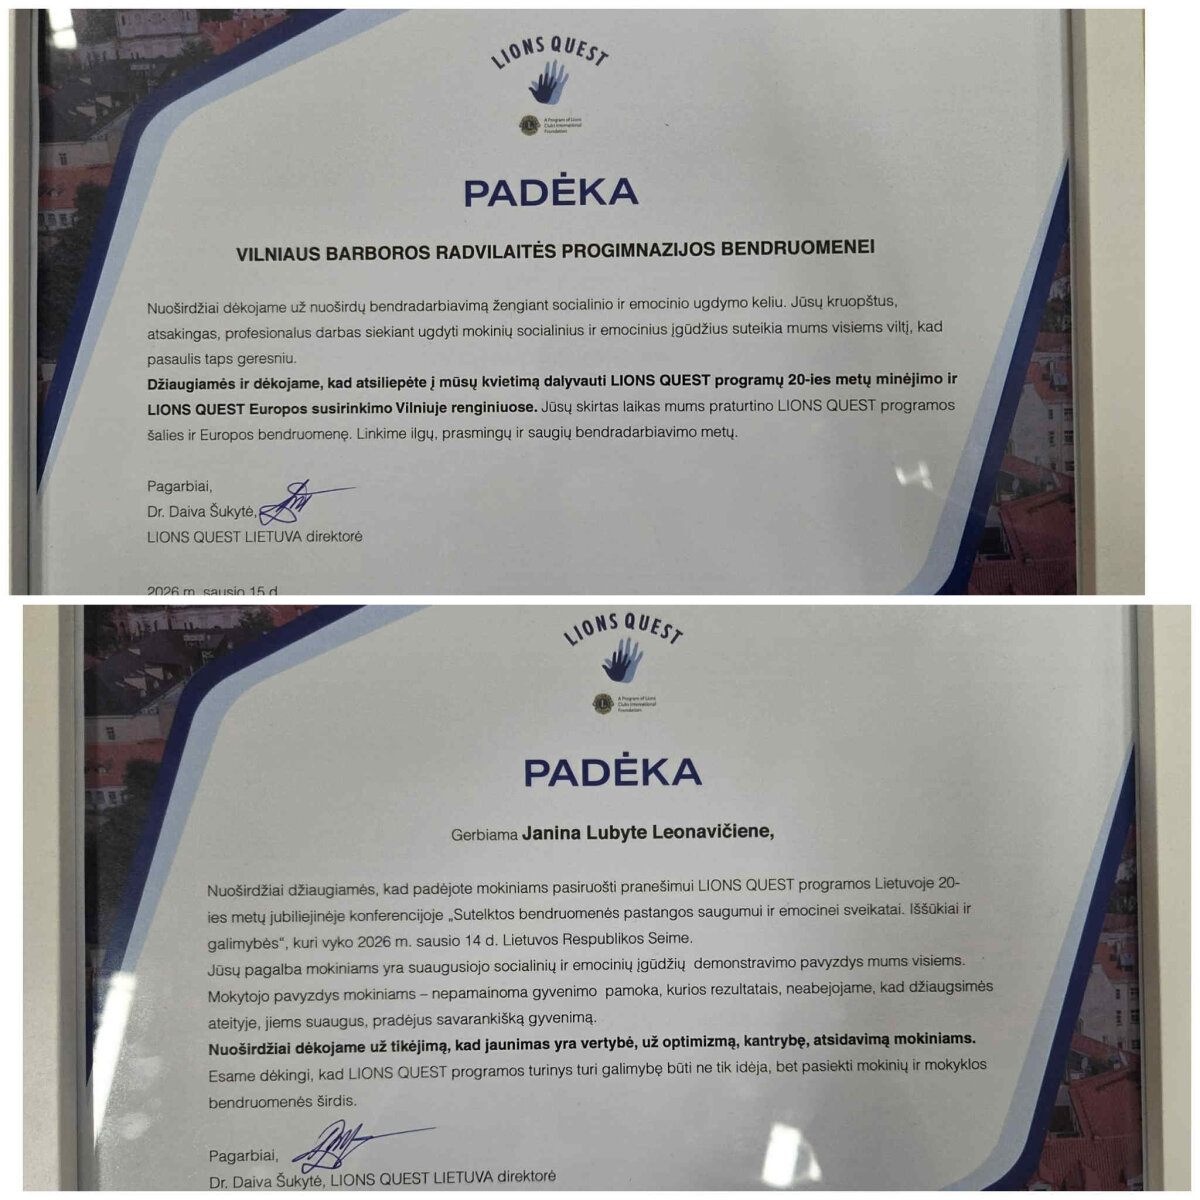 LIONS QUEST
A Program of Lions
Clubs International
Foundation
PADĖKA
VILNIAUS BARBOROS RADVILAITĖS PROGIMNAZIJOS BENDRUOMENEI
Nuoširdžiai dėkojame už nuoširdų bendradarbiavimą žengiant socialinio ir emocinio ugdymo keliu. Jūsų kruopštus,
atsakingas, profesionalus darbas siekiant ugdyti mokinių socialinius ir emocinius įgūdžius suteikia mums visiems viltį, kad
pasaulis taps geresniu.
Džiaugiamės ir dėkojame, kad atsiliepėte į mūsų kvietimą dalyvauti LIONS QUEST programų 20-ies metų minėjimo ir
LIONS QUEST Europos susirinkimo Vilniuje renginiuose. Jūsų skirtas laikas mums praturtino LIONS QUEST programos
šalies ir Europos bendruomenę. Linkime ilgų, prasmingų ir saugių bendradarbiavimo metų.
Pagarbiai,
Dr. Daiva Šukytė,
LIONS QUEST LIETUVA direktorė
2026 m. sausio 15 d
LIONS QUEST
A Program of Lions
Clubs International
Foundation
PADĖKA
Gerbiama Janina Lubyte Leonavičiene,
Nuoširdžiai džiaugiamės, kad padėjote mokiniams pasiruošti pranešimui LIONS QUEST programos Lietuvoje 20-
ies metų jubiliejinėje konferencijoje „Sutelktos bendruomenės pastangos saugumui ir emocinei sveikatai. Iššūkiai ir
galimybės“, kuri vyko 2026 m. sausio 14 d. Lietuvos Respublikos Seime.
Jūsų pagalba mokiniams yra suaugusiojo socialinių ir emocinių įgūdžių demonstravimo pavyzdys mums visiems.
Mokytojo pavyzdys mokiniams – nepamainoma gyvenimo pamoka, kurios rezultatais, neabejojame, kad džiaugsimės
ateityje, jiems suaugus, pradėjus savarankišką gyvenimą.
Nuoširdžiai dėkojame už tikėjimą, kad jaunimas yra vertybė, už optimizmą, kantrybę, atsidavimą mokiniams.
Esame dėkingi, kad LIONS QUEST programos turinys turi galimybę būti ne tik idėja, bet pasiekti mokinių ir mokyklos
bendruomenės širdis.
Pagarbiai,
Dr. Daiva Šukytė, LIONS QUEST LIETUVA direktorė